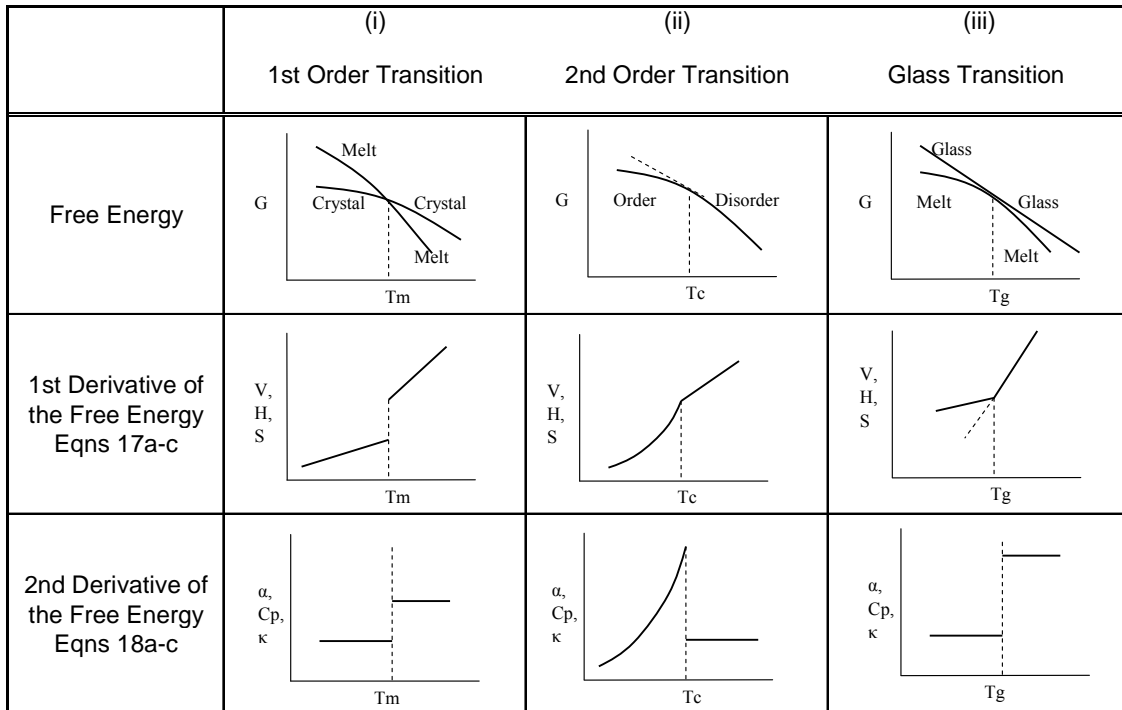 (i)
(ii)
(iii)
1st Order Transition
2nd Order Transition
Glass Transition
Free Energy
G
Melt
Crystal
Crystal
Melt
Tm
G
Order
Disorder
Tc
G
Glass
Melt
Glass
Melt
Tg
1st Derivative of
the Free Energy
Eqns 17a-c
V,
H,
S
Tm
V,
H,
S
Tc
V,
H,
S
Tg
2nd Derivative of
the Free Energy
Eqns 18a-c
α,
Cp,
κ
Tm
α,
Cp,
κ
Tc
α,
Cp,
κ
Tg